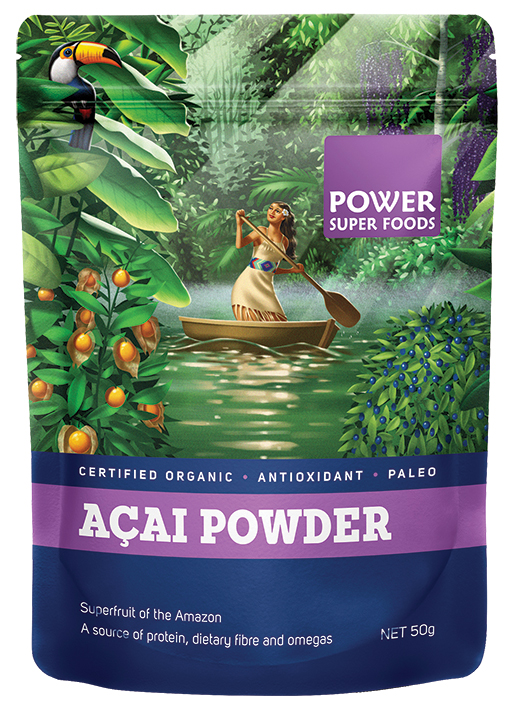 POWER
SUPER FOODS
CERTIFIED ORGANIC • ANTIOXIDANT • PALEO
AÇAI POWDER
Superfruit of the Amazon
A source of protein, dietary fibre and omegas
NET 50g